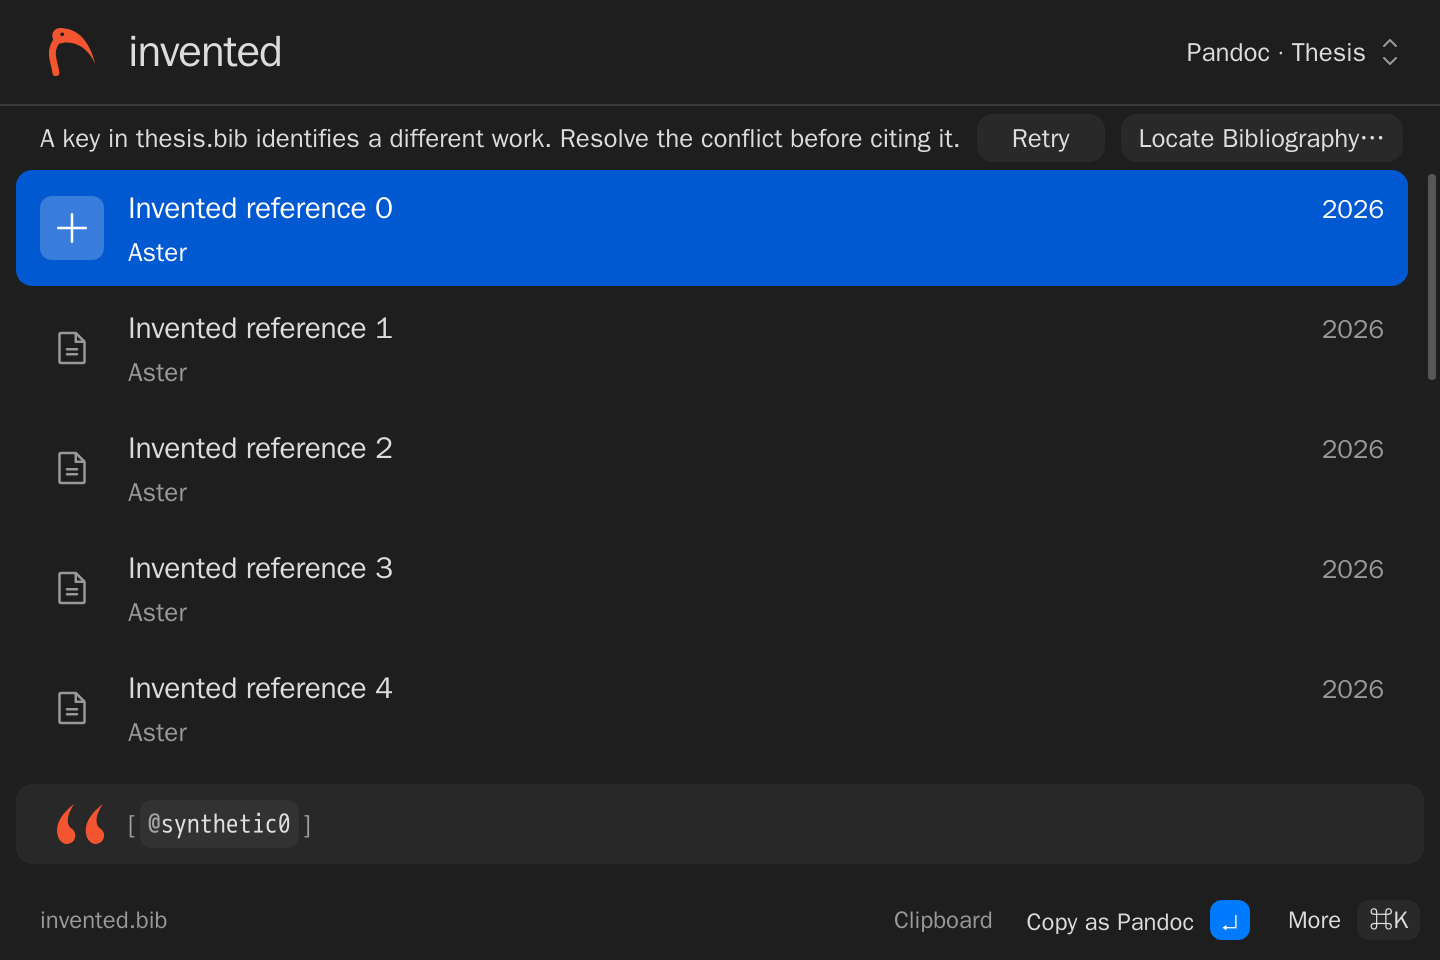 invented
Pandoc · Thesis
A key in thesis.bib identifies a different work. Resolve the conflict before citing it.
Retry
Locate Bibliography···
Invented reference 0
2026
Aster
Invented reference 1
2026
Aster
Invented reference 2
2026
Aster
Invented reference 3
2026
Aster
Invented reference 4
2026
Aster
[@synthetic0]
invented.bib
Clipboard
Copy as Pandoc
More
⌘K